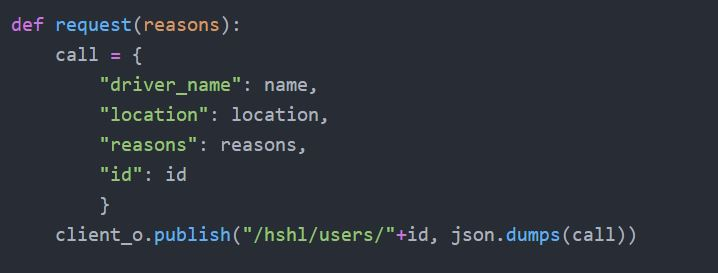 def request(reasons):
    call = {
        "driver_name": name,
        "location": location,
        "reasons": reasons,
        "id": id
        }
    client_o.publish("/hshl/users/"+id, json.dumps(call))